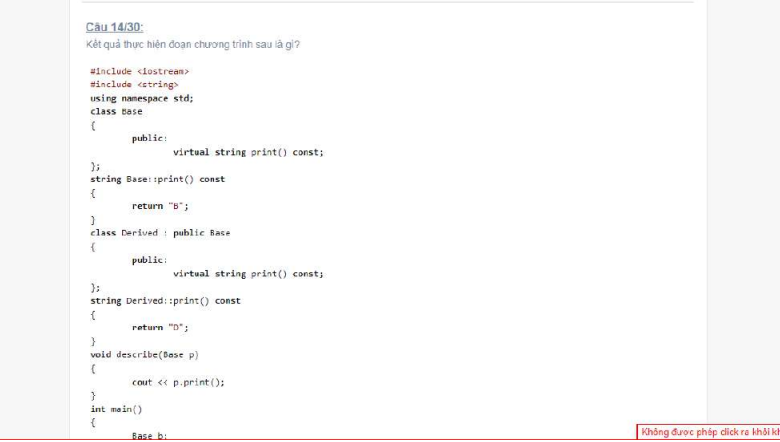 Câu 14/30:
Kết quả thực hiện đoạn chương trình sau là gì?
#include <iostream>
#include <string>
using namespace std;
class Base
{
public:
virtual string print() const;
};
string Base::print() const
{
return "B";
}
class Derived : public Base
{
public:
virtual string print() const;
};
string Derived::print() const
{
return "D";
}
void describe(Base p)
{
cout << p.print();
}
int main()
{
Base b;
Không được phép click ra khỏi